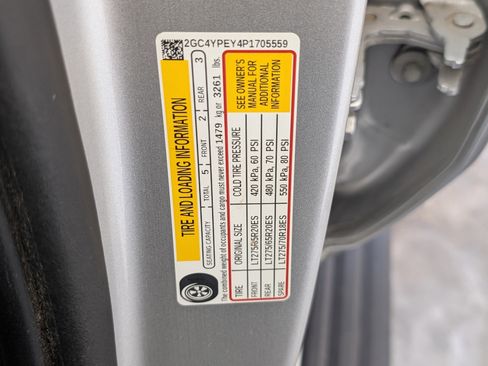 2GC4YPEY4P1705559
TIRE AND LOADING INFORMATION
SEATING CAPACITY TOTAL 5 FRONT 2 REAR 3
The combined weight of occupants and cargo must never exceed 1479 kg or 3261 lbs.
TIRE ORIGINAL SIZE COLD TIRE PRESSURE
FRONT LT275/65R20ES 420 kPa, 60 PSI
REAR LT275/65R20ES 480 kPa, 70 PSI
SPARE LT275/70R18ES 550 kPa, 80 PSI
SEE OWNER'S
MANUAL FOR
ADDITIONAL
INFORMATION